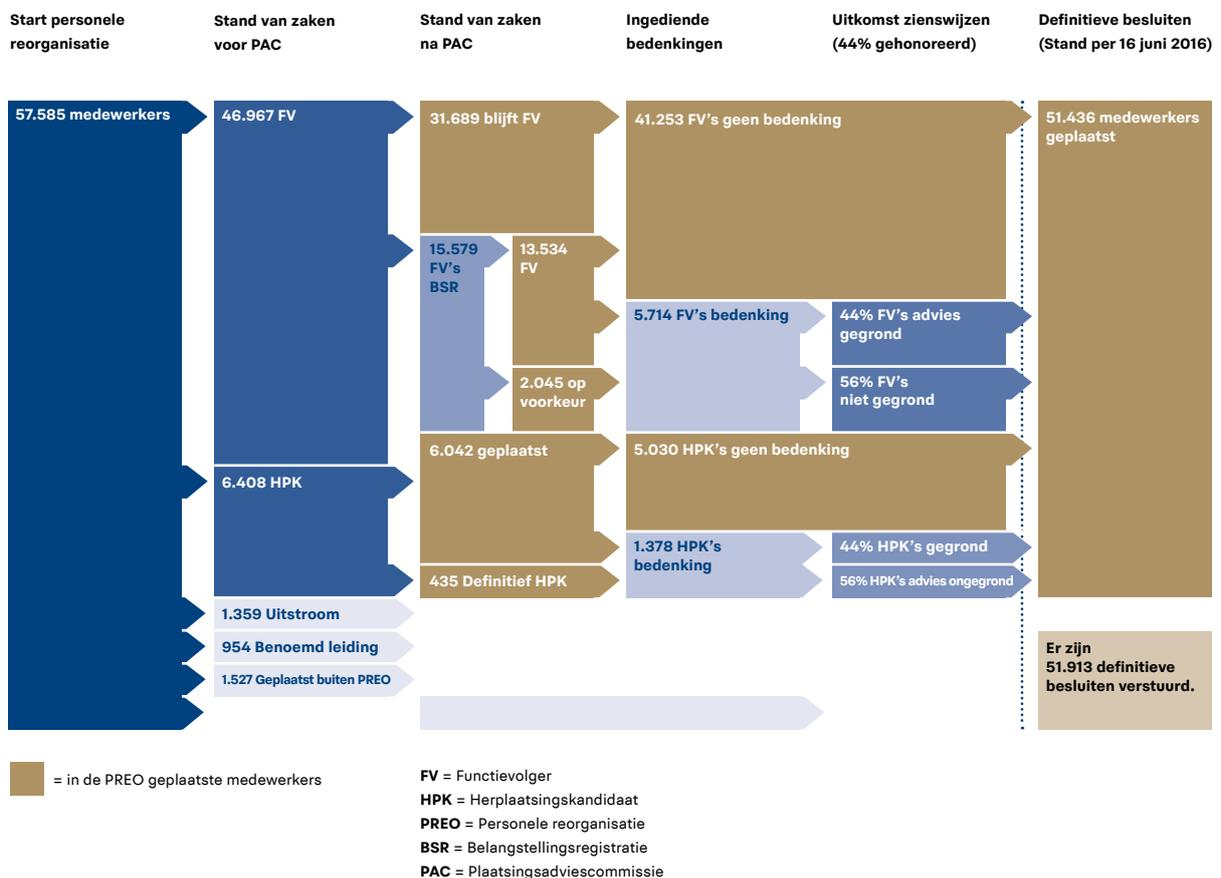 Start personele
reorganisatie
Stand van zaken
voor PAC
Stand van zaken
na PAC
Ingediende
bedenkingen
Uitkomst zienswijzen
(44% gehonoreerd)
Definitieve besluiten
(Stand per 16 juni 2016)
57.585 medewerkers
46.967 FV
31.689 blijft FV
41.253 FV’s geen bedenking
51.436 medewerkers
geplaatst
15.579
FV’s
BSR
13.534
FV
5.714 FV’s bedenking
44% FV’s advies
gegrond
2.045 op
voorkeur
56% FV’s
niet gegrond
6.042 geplaatst
5.030 HPK’s geen bedenking
6.408 HPK
1.378 HPK’s
bedenking
44% HPK’s gegrond
435 Definitief HPK
56% HPK’s advies ongegrond
1.359 Uitstroom
954 Benoemd leiding
1.527 Geplaatst buiten PREO
Er zijn
51.913 definitieve
besluiten verstuurd.
= in de PREO geplaatste medewerkers
FV = Functievolger
HPK = Herplaatsingskandidaat
PREO = Personele reorganisatie
BSR = Belangstellingsregistratie
PAC = Plaatsingsadviescommissie